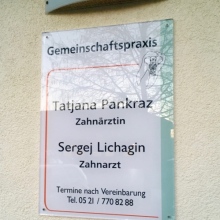 Gemeinschaftspraxis
Tatjana Pankraz
Zahnärztin
Sergej Lichagin
Zahnarzt
Termine nach Vereinbarung
Tel. 05 21 / 770 82 88